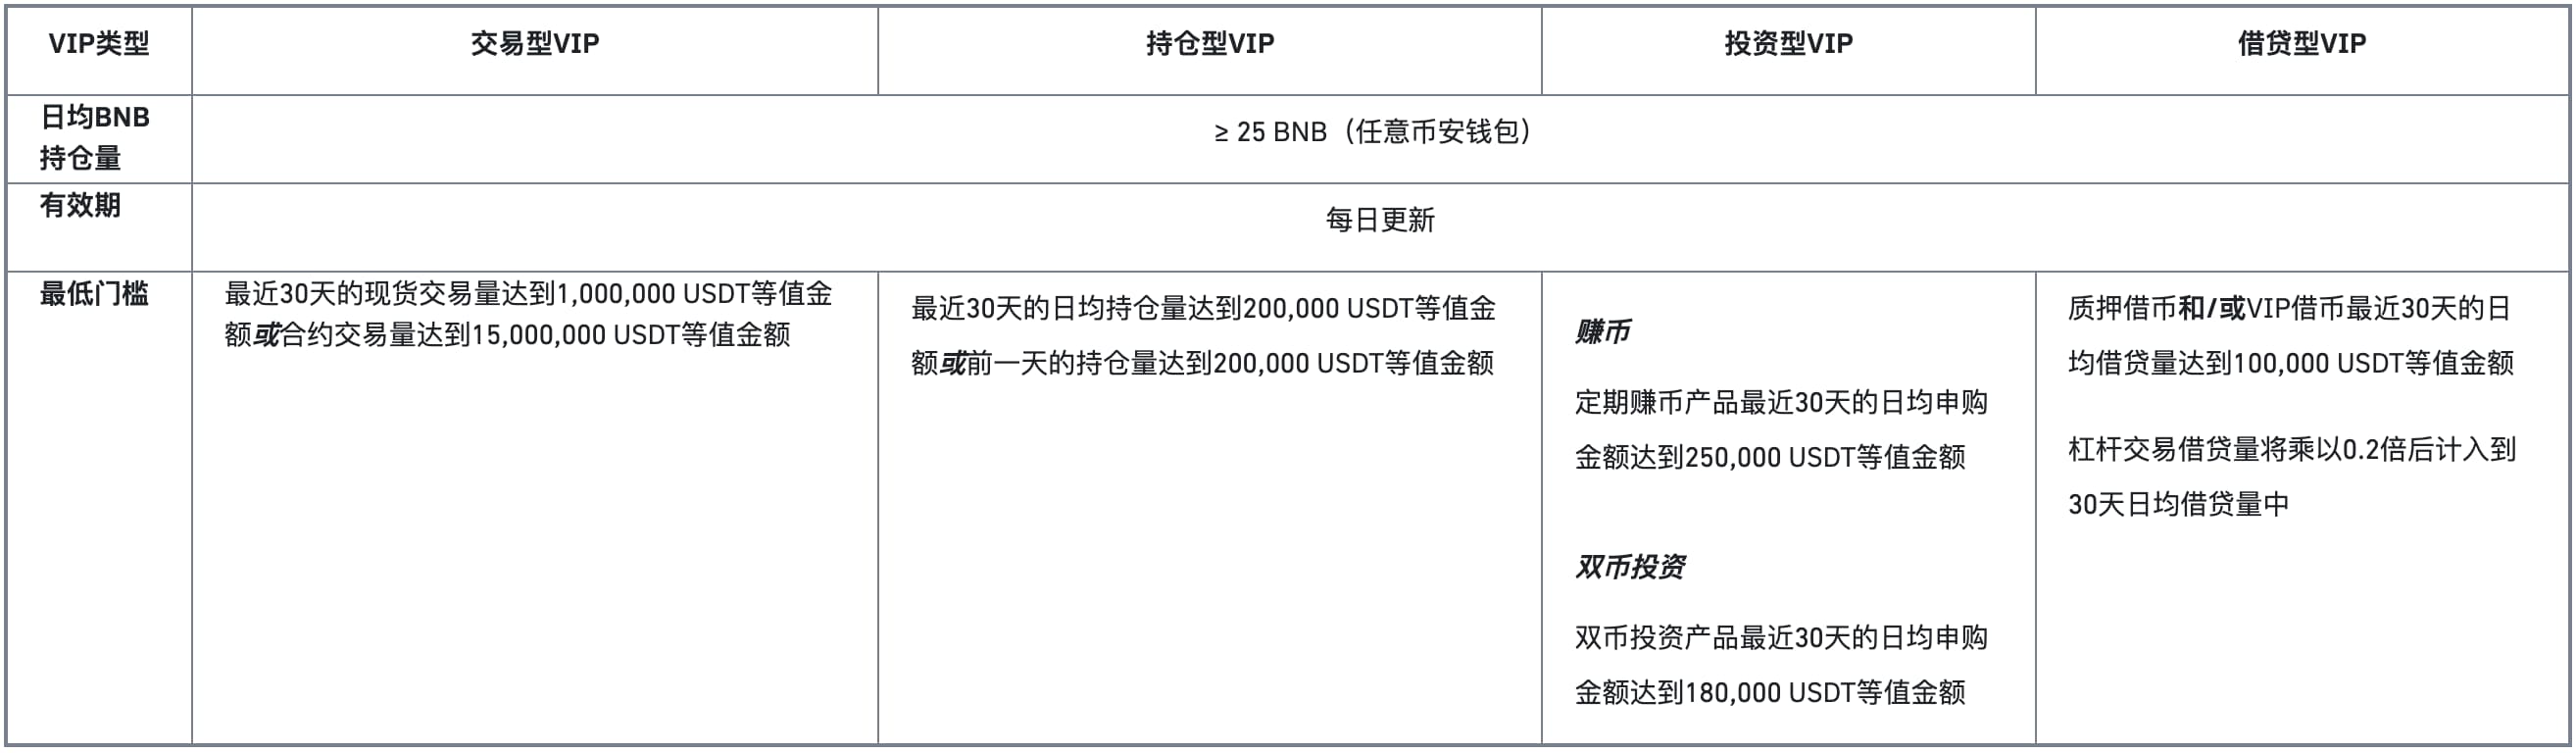 VIP类型
交易型VIP
持仓型VIP
投资型VIP
借贷型VIP
日均BNB
持仓量
≥ 25 BNB（任意币安钱包）
有效期
每日更新
最低门槛
最近30天的现货交易量达到1,000,000 USDT等值金
额或合约交易量达到15,000,000 USDT等值金额
最近30天的日均持仓量达到200,000 USDT等值金
额或前一天的持仓量达到200,000 USDT等值金额
赚币
定期赚币产品最近30天的日均申购
金额达到250,000 USDT等值金额
双币投资
双币投资产品最近30天的日均申购
金额达到180,000 USDT等值金额
质押借币和/或VIP借币最近30天的日
均借贷量达到100,000 USDT等值金额
杠杆交易借贷量将乘以0.2倍后计入到
30天日均借贷量中